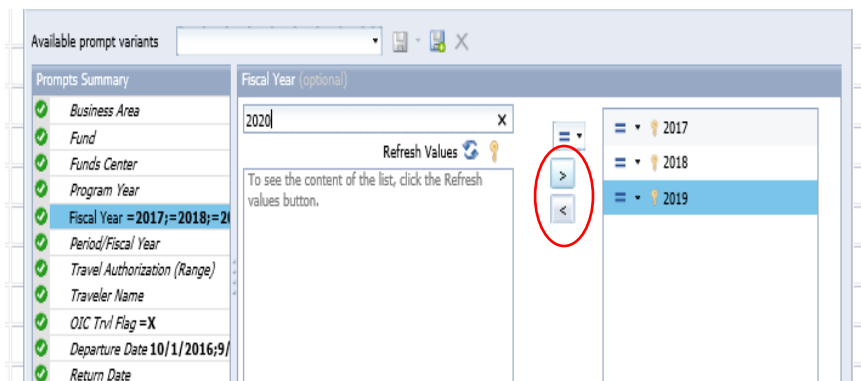 Available prompt variants
Prompts Summary
Fiscal Year (optional)
Business Area
Fund
Funds Center
Program Year
Fiscal Year =2017;=2018;=20
Period/Fiscal Year
Travel Authorization (Range)
Traveler Name
OIC Trvl Flag =X
Departure Date 10/1/2016;9/
Return Date
2020
X
Refresh Values
To see the content of the list, click the Refresh
values button.
=
>
<
= 2017
= 2018
= 2019